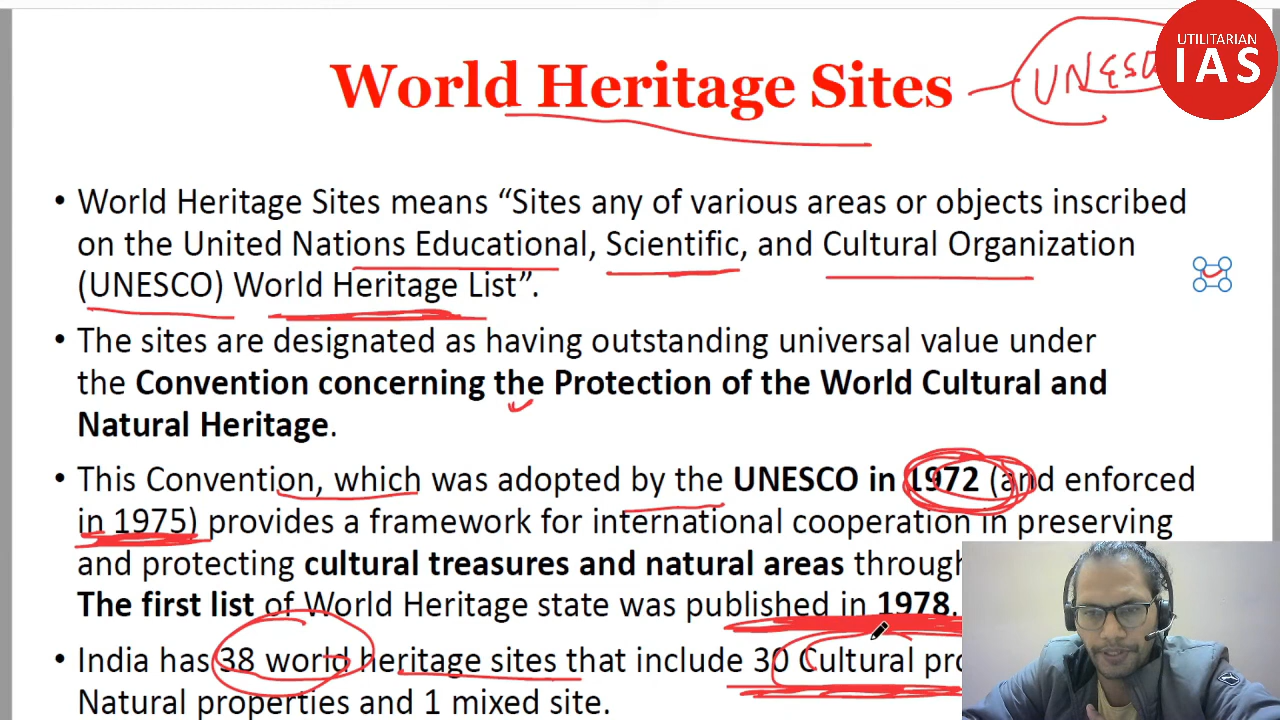 World Heritage Sites
UNESCO
UTILITARIAN
IAS
• World Heritage Sites means “Sites any of various areas or objects inscribed
on the United Nations Educational, Scientific, and Cultural Organization
(UNESCO) World Heritage List”.
• The sites are designated as having outstanding universal value under
the Convention concerning the Protection of the World Cultural and
Natural Heritage.
• This Convention, which was adopted by the UNESCO in 1972 (and enforced
in 1975) provides a framework for international cooperation in preserving
and protecting cultural treasures and natural areas through
The first list of World Heritage state was published in 1978.
• India has 38 world heritage sites that include 30 Cultural
Natural properties and 1 mixed site.